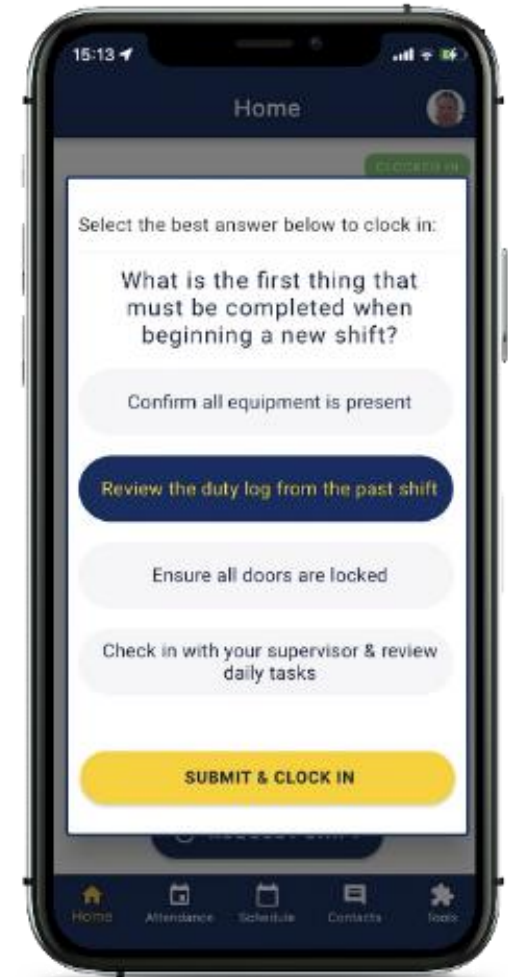 15:13
Home
CLOCKED IN
Select the best answer below to clock in:
What is the first thing that
must be completed when
beginning a new shift?
Confirm all equipment is present
Review the duty log from the past shift
Ensure all doors are locked
Check in with your supervisor & review
daily tasks
SUBMIT & CLOCK IN
Home Attendance Schedule Contacts Tools